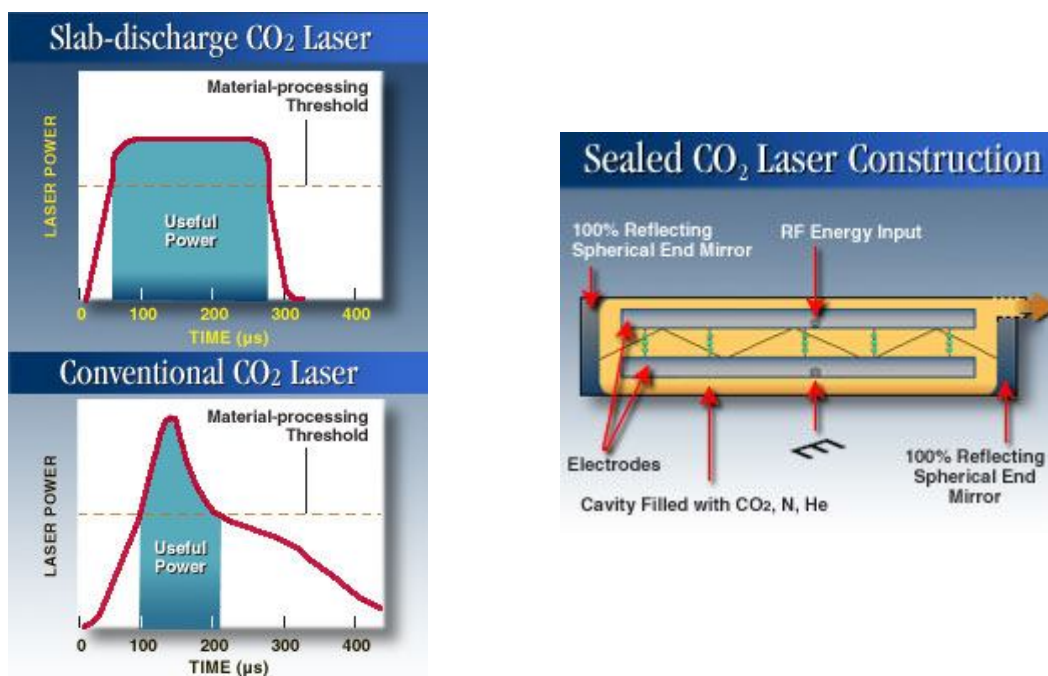 Slab-discharge CO₂ Laser
Material-processing
Threshold
LASER POWER
Useful
Power
0 100 200 300 400
TIME (µs)
Conventional CO₂ Laser
Material-processing
Threshold
LASER POWER
Useful
Power
0 100 200 300 400
TIME (µs)
Sealed CO₂ Laser Construction
100% Reflecting
Spherical End Mirror
RF Energy Input
Electrodes
Cavity Filled with CO₂, N, He
E
100% Reflecting
Spherical End
Mirror